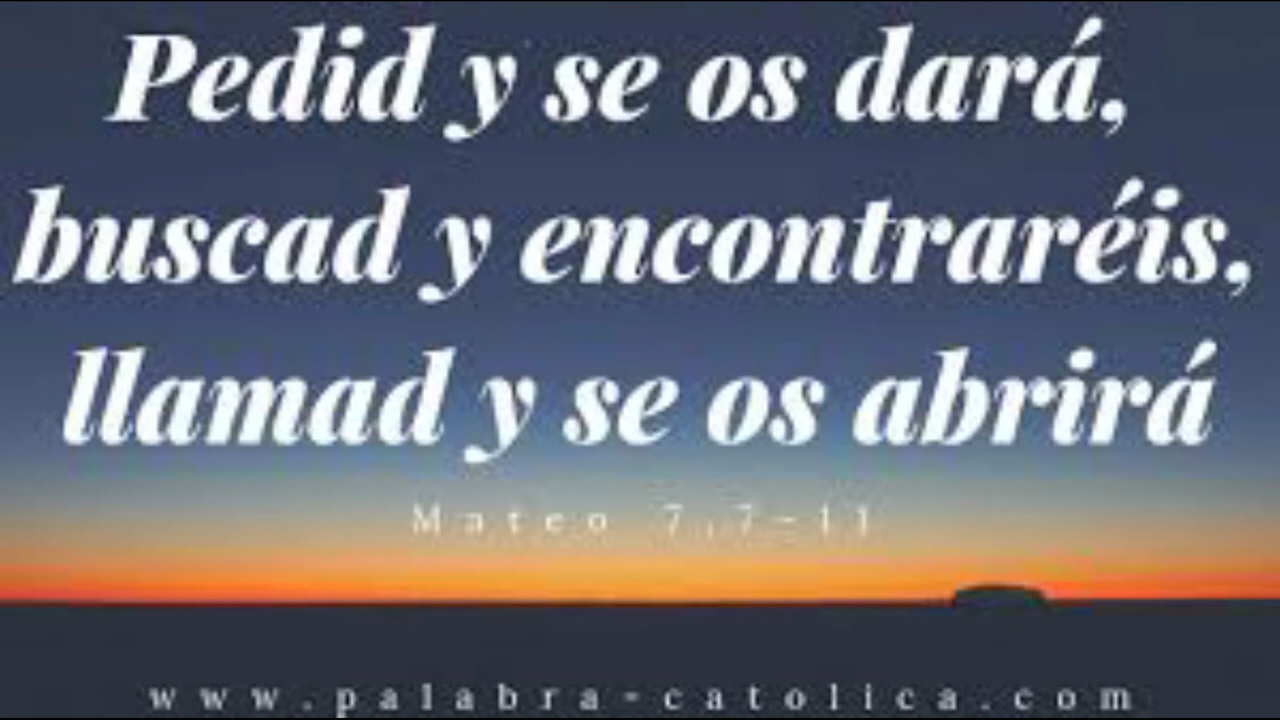 Pedid y se os dará,
buscad y encontraréis,
llamad y se os abrirá
Mateo 7,7-11
www.palabra-catolica.com